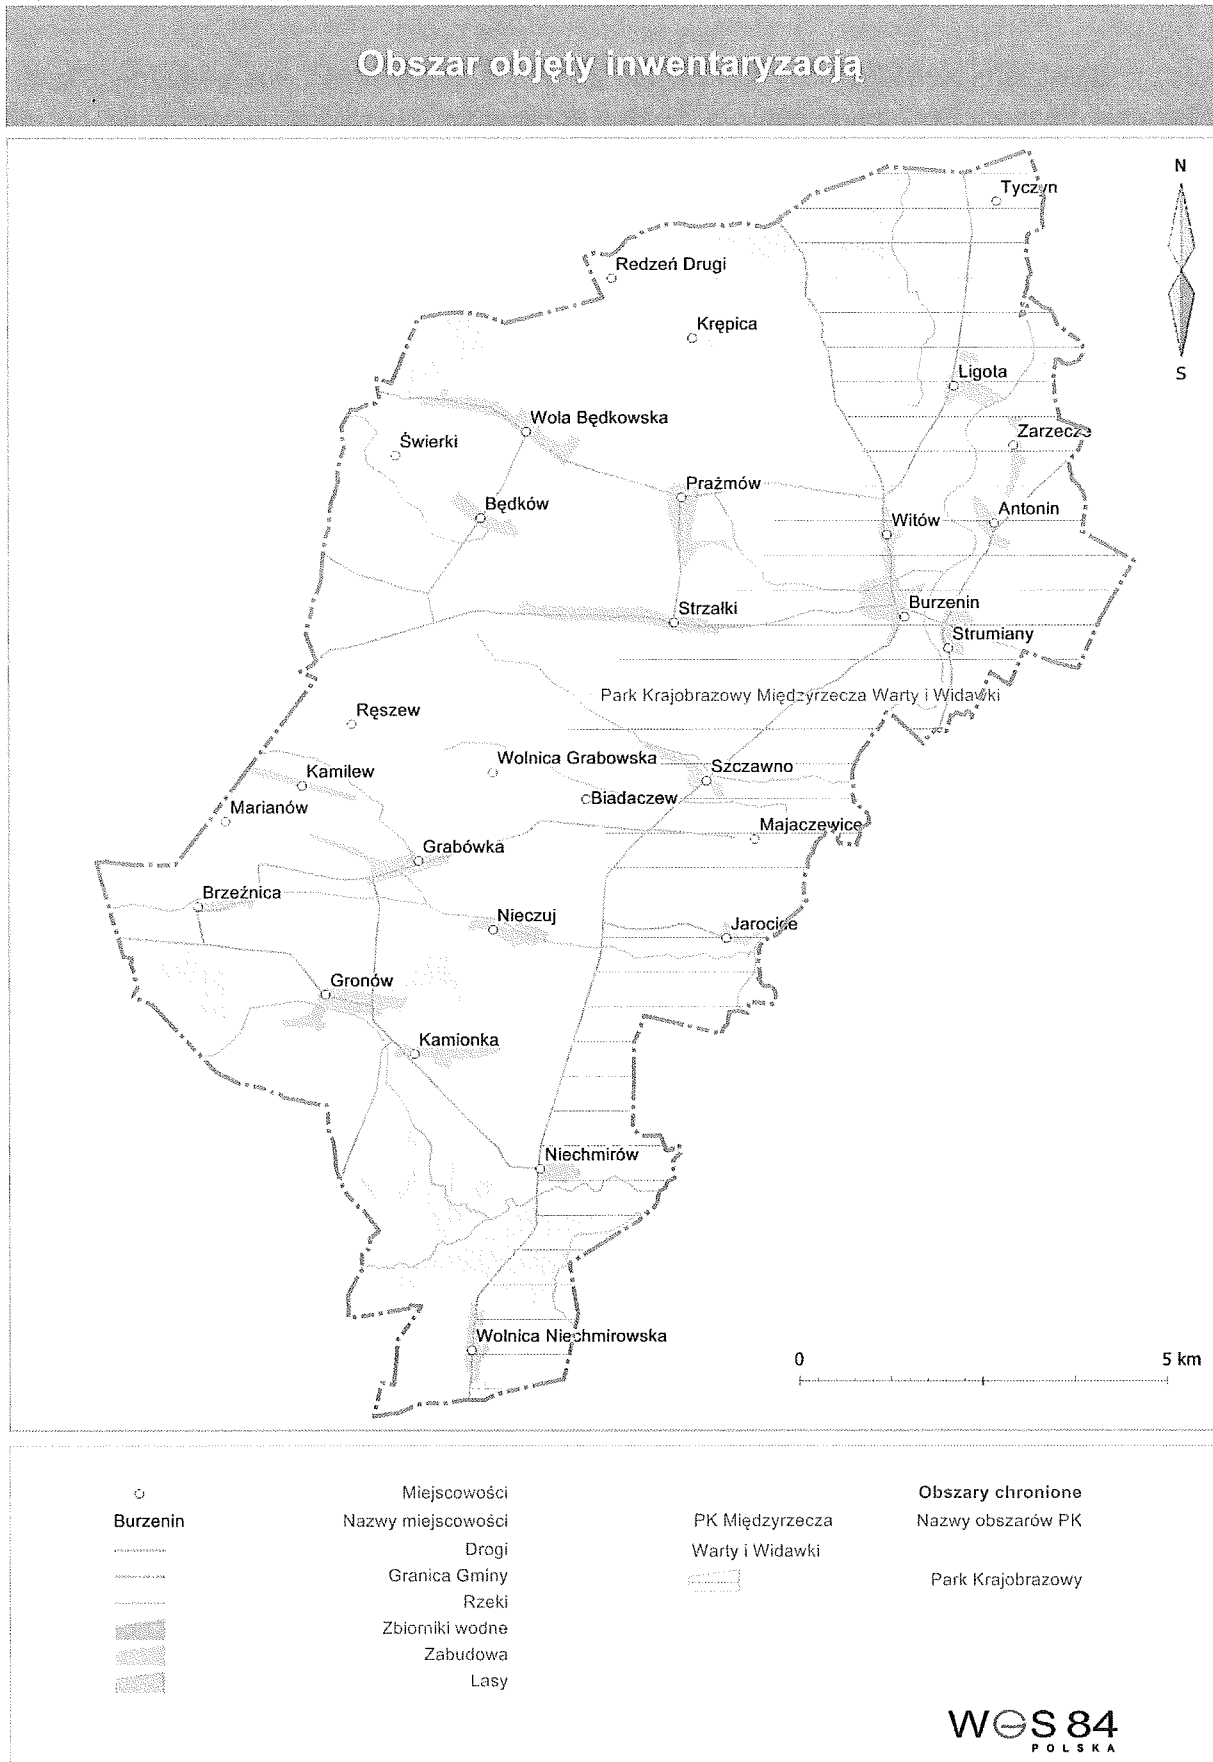 Obszar objęty inwentaryzacją
N
Tyczyn
Redzeń Drugi
Krępica
S
Ligota
Wola Będkowska
Zarzecze
Świerki
Prażmów
Będków
Antonin
Witów
Burzenin
Strzałki
Strumiany
Park Krajobrazowy Międzyrzecza Warty i Widawki
Ręszew
Wolnica Grabowska
Szczawno
Kamilew
Biadaczew
Marianów
Majaczewice
Grabówka
Brzeźnica
Nieczuj
Jarocice
Gronów
Kamionka
Niechmirów
Wolnica Niechmirowska
0 5 km
Miejscowości
Burzenin Nazwy miejscowości
Drogi
Granica Gminy
Rzeki
Zbiorniki wodne
Zabudowa
Lasy
Obszary chronione
PK Międzyrzecza Nazwy obszarów PK
Warty i Widawki
Park Krajobrazowy
WGS 84
POLSKA